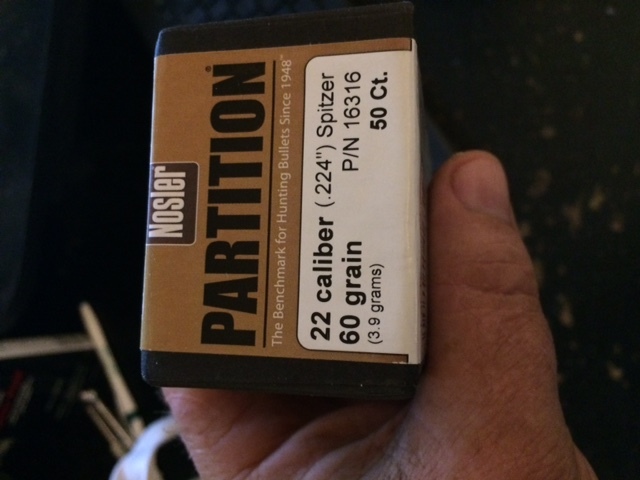 Nosler
PARTITION®
The Benchmark for Hunting Bullets Since 1948™
22 caliber (.224") Spitzer
60 grain P/N 16316
(3.9 grams) 50 Ct.